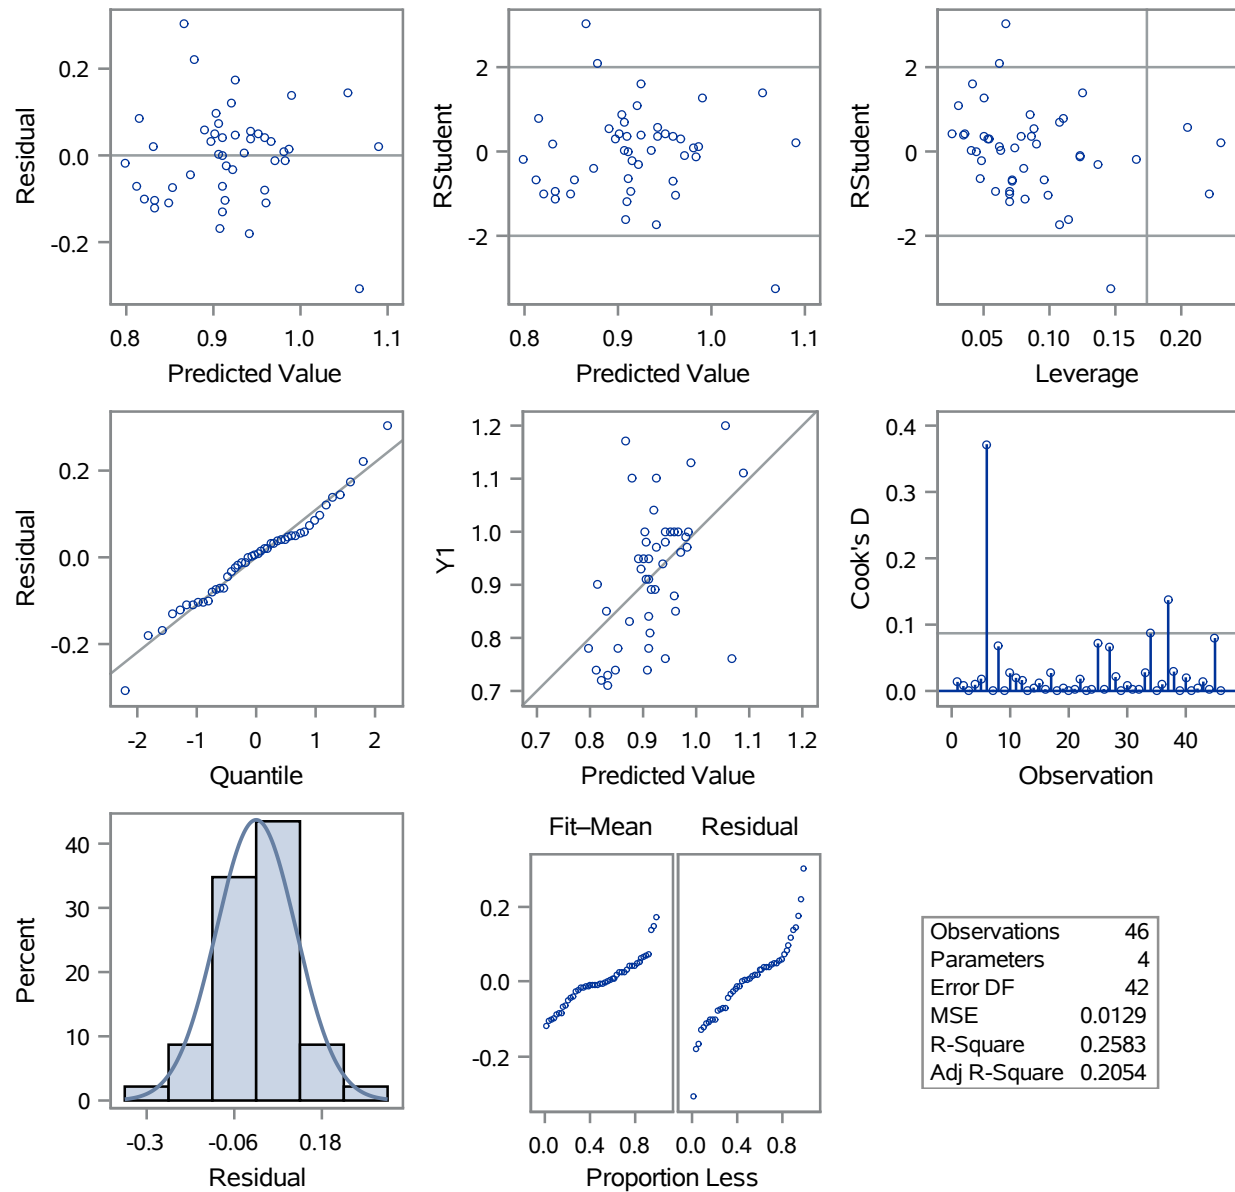 0.2
0.0
-0.2
Residual
0.8 0.9 1.0 1.1
Predicted Value
2
0
-2
RStudent
0.8 0.9 1.0 1.1
Predicted Value
2
0
-2
RStudent
0.05 0.10 0.15 0.20
Leverage
0.2
0.0
-0.2
Residual
-2 -1 0 1 2
Quantile
1.2
1.1
1.0
0.9
0.8
0.7
Y1
0.7 0.8 0.9 1.0 1.1 1.2
Predicted Value
0.4
0.3
0.2
0.1
0.0
Cook's D
0 10 20 30 40
Observation
40
30
20
10
0
Percent
-0.3 -0.06 0.18
Residual
Fit–Mean Residual
0.2
0.0
-0.2
0.0 0.4 0.8 0.0 0.4 0.8
Proportion Less
Observations 46
Parameters 4
Error DF 42
MSE 0.0129
R-Square 0.2583
Adj R-Square 0.2054